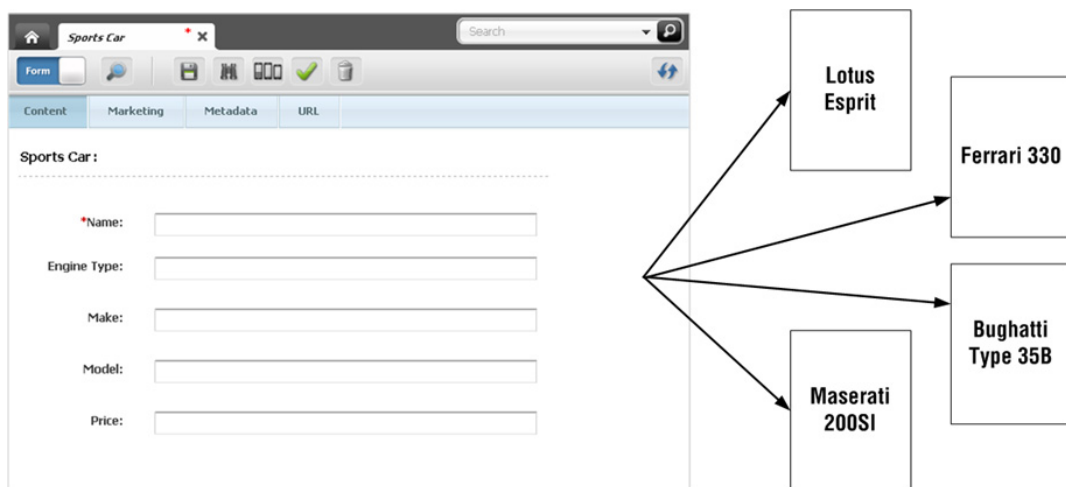 Sports Car *
Search
Form
Content Marketing Metadata URL
Sports Car:
*Name:
Engine Type:
Make:
Model:
Price:
Lotus
Esprit
Ferrari 330
Bughatti
Type 35B
Maserati
200SI